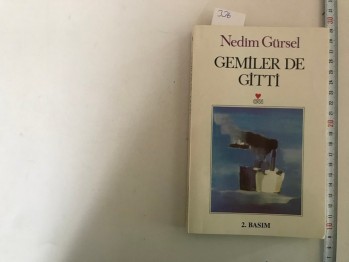 Nedim Gürsel
GEMİLER DE
GİTTİ
2. BASIM